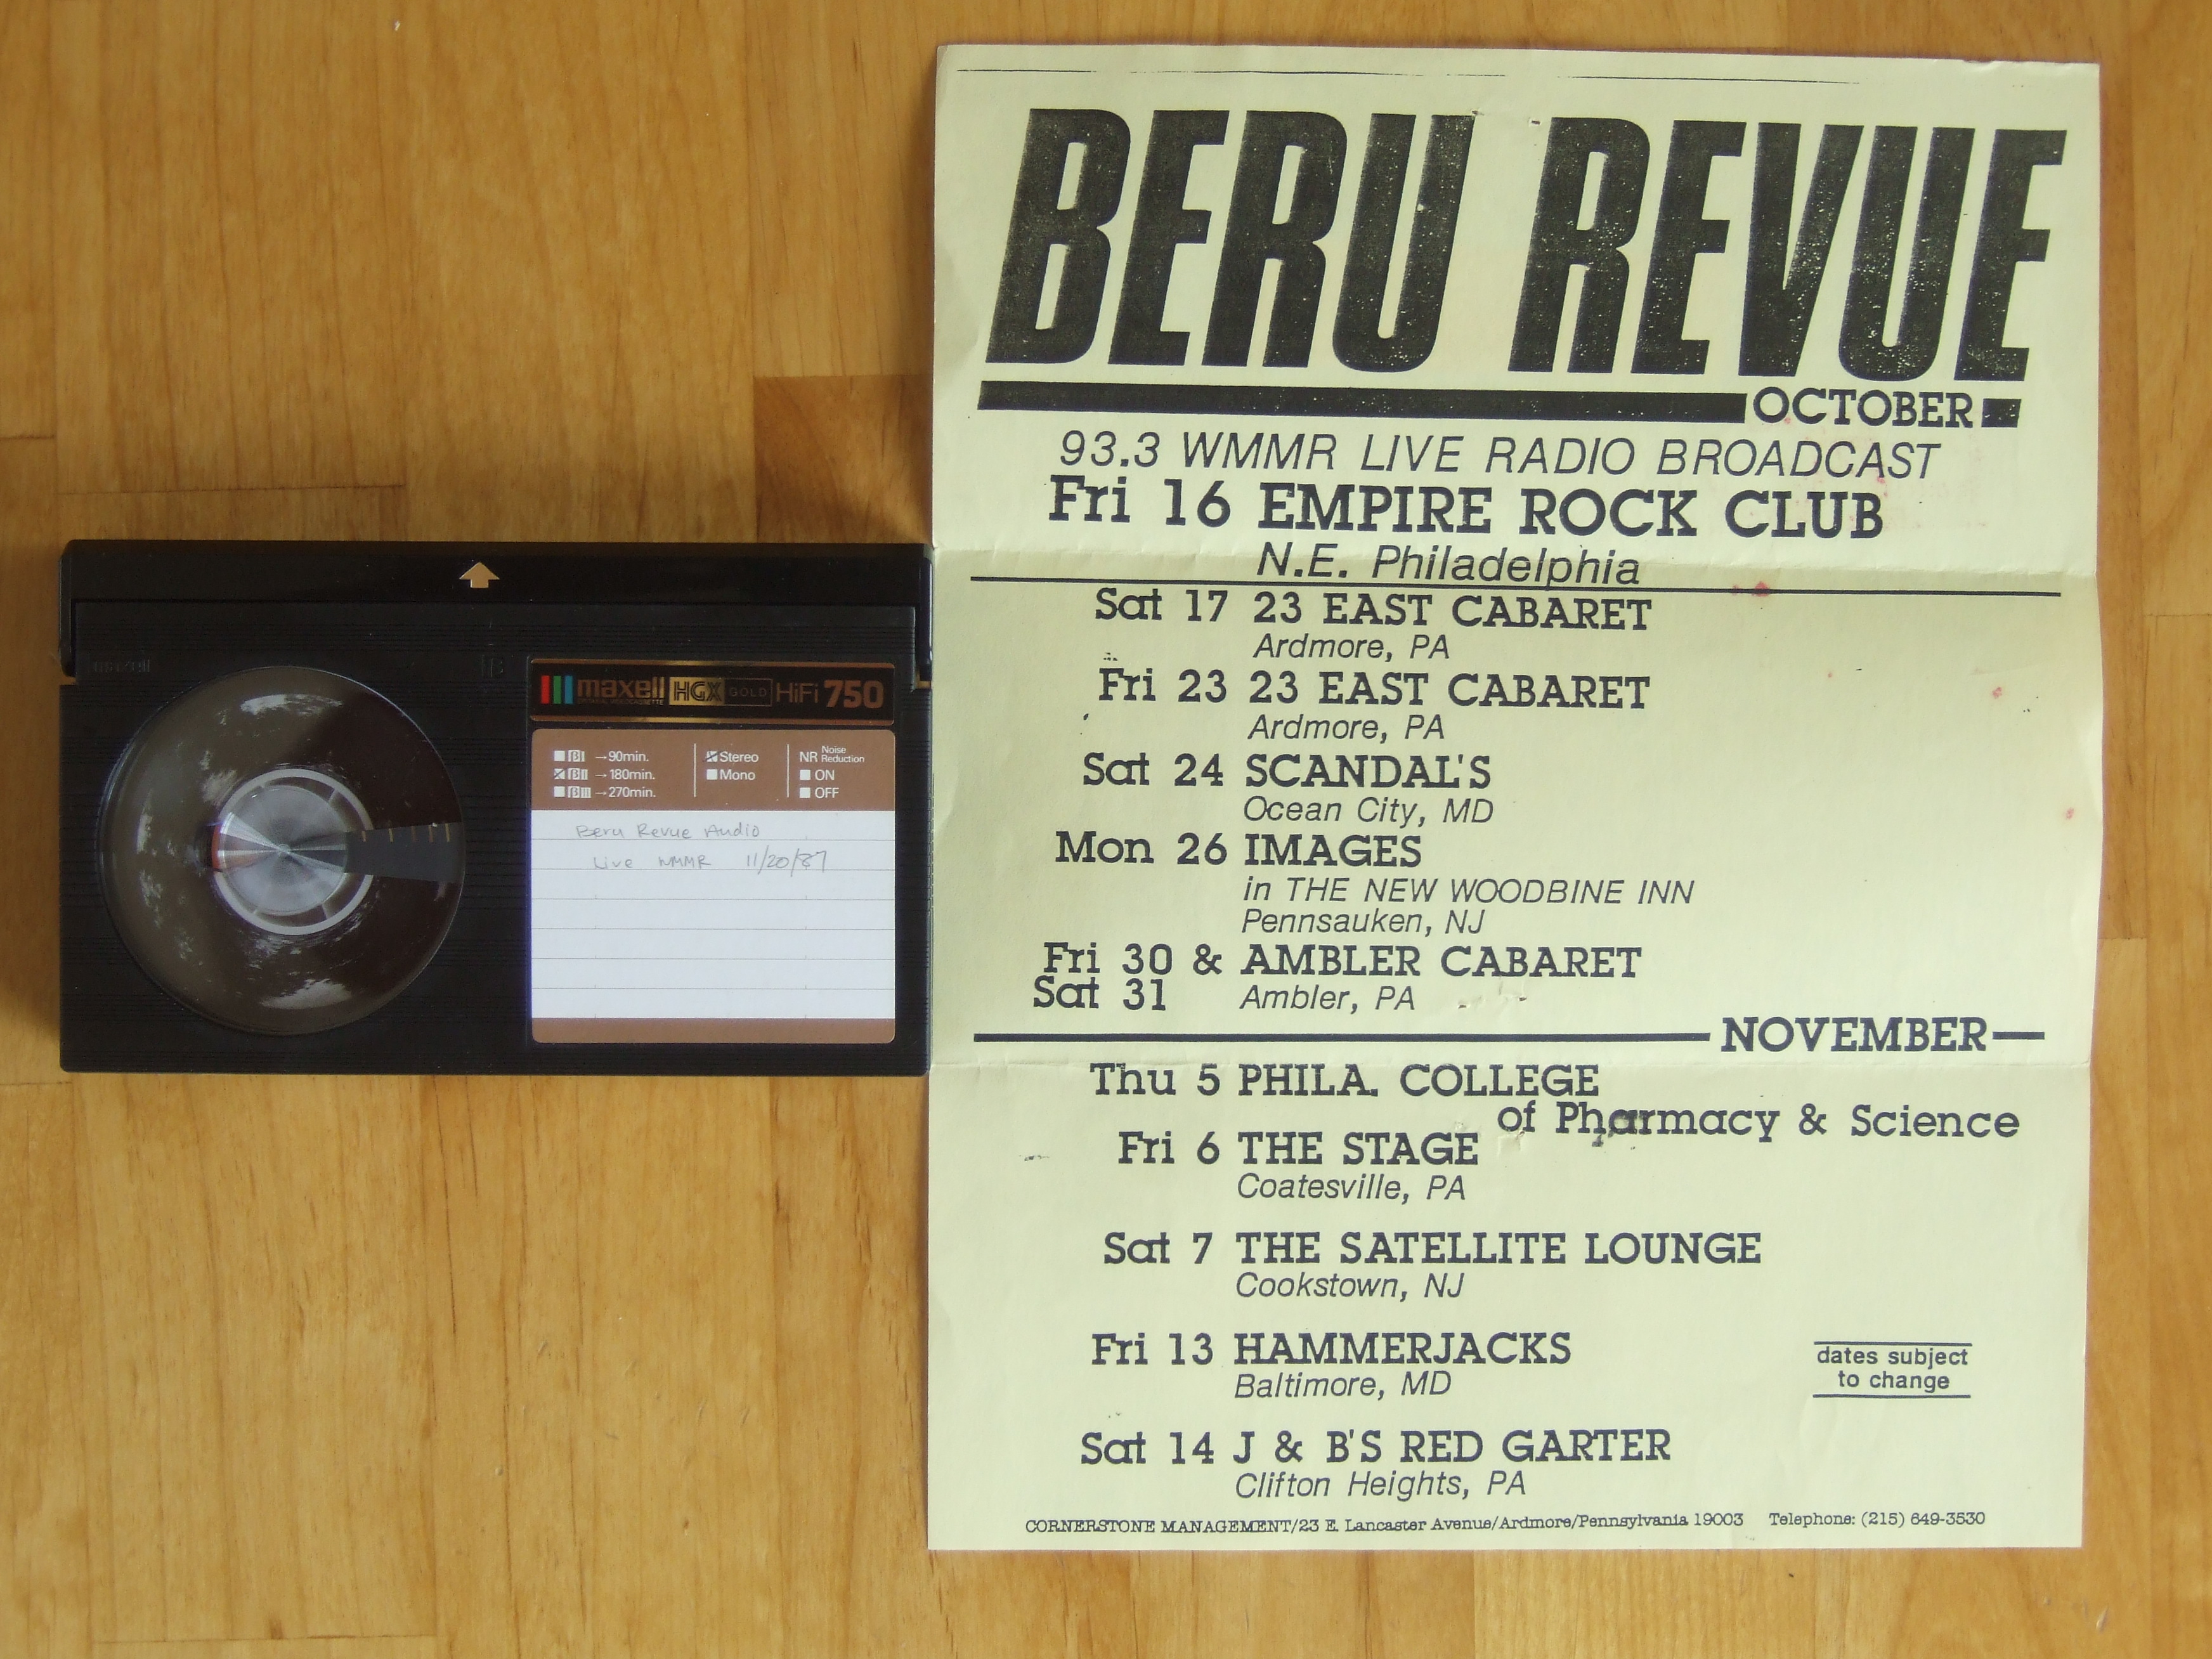 maxell HGX GOLD HiFi 750
βI → 90min.
βII → 180min.
βIII → 270min.
Stereo
Mono
NR Noise Reduction
ON
OFF
Beru Revue Audio
Live WMMR 11/20/87
BERU REVUE
OCTOBER
93.3 WMMR LIVE RADIO BROADCAST
Fri 16 EMPIRE ROCK CLUB
N.E. Philadelphia
Sat 17 23 EAST CABARET
Ardmore, PA
Fri 23 23 EAST CABARET
Ardmore, PA
Sat 24 SCANDAL'S
Ocean City, MD
Mon 26 IMAGES
in THE NEW WOODBINE INN
Pennsauken, NJ
Fri 30 & AMBLER CABARET
Sat 31 Ambler, PA
NOVEMBER
Thu 5 PHILA. COLLEGE
of Pharmacy & Science
Fri 6 THE STAGE
Coatesville, PA
Sat 7 THE SATELLITE LOUNGE
Cookstown, NJ
Fri 13 HAMMERJACKS
Baltimore, MD
dates subject
to change
Sat 14 J & B'S RED GARTER
Clifton Heights, PA
CORNERSTONE MANAGEMENT/23 E. Lancaster Avenue/Ardmore/Pennsylvania 19003 Telephone: (215) 649-3530